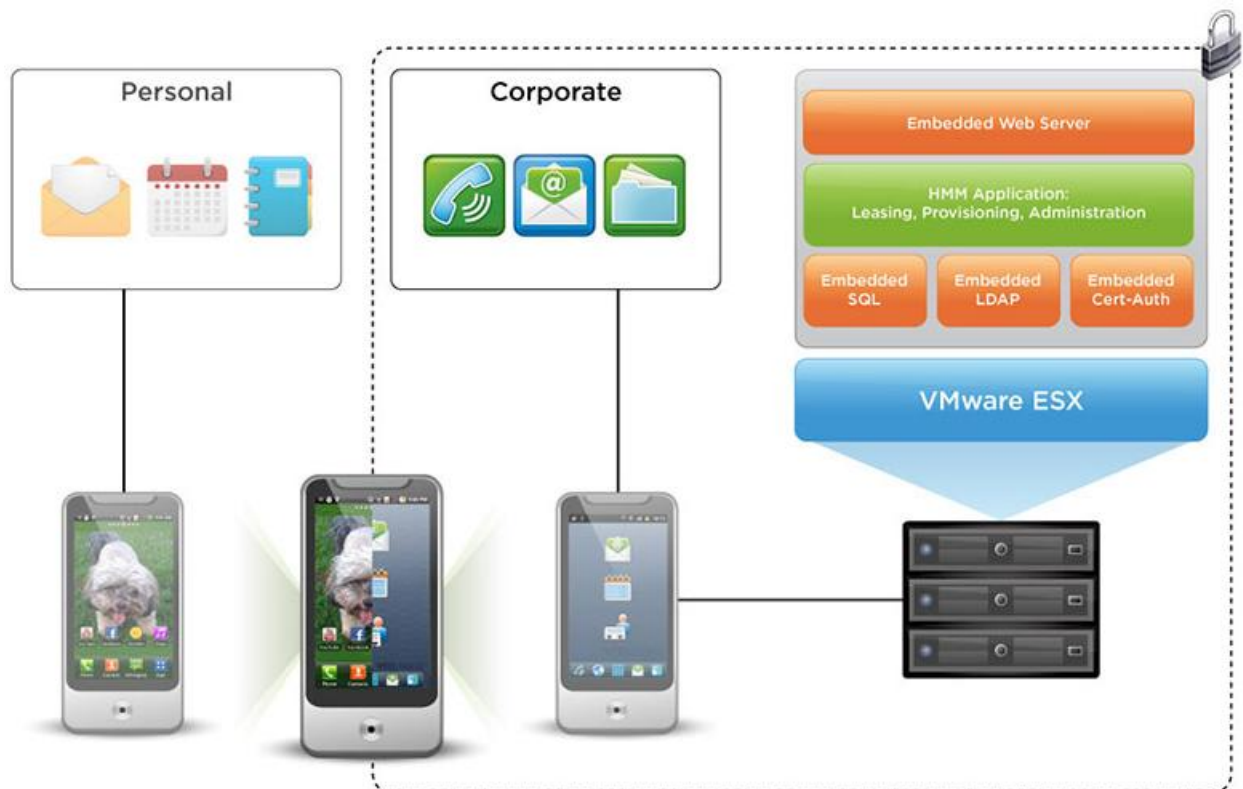 Personal
Corporate
Embedded Web Server
HMM Application:
Leasing, Provisioning, Administration
Embedded
SQL
Embedded
LDAP
Embedded
Cert-Auth
VMware ESX
@